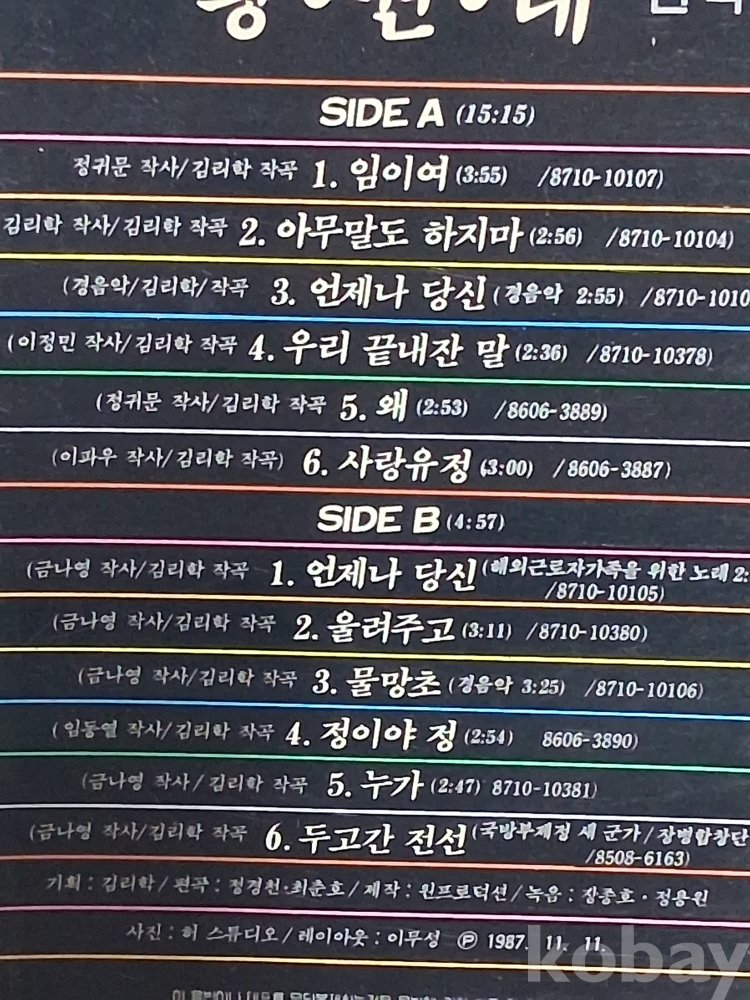 SIDE A (15:15)
정귀문 작사/김리학 작곡 1. 임이여 (3:55) /8710-10107)
김리학 작사/김리학 작곡 2. 아무말도 하지마 (2:56) /8710-10104)
(경음악/김리학/작곡 3. 언제나 당신 (경음악 2:55) /8710-1010
(이정민 작사/김리학 작곡 4. 우리 끝내잔 말 (2:36) /8710-10378)
(정귀문 작사/김리학 작곡 5. 왜 (2:53) /8606-3889)
(이파우 작사/김리학 작곡) 6. 사랑유정 (3:00) /8606-3887)
SIDE B (4:57)
(금나영 작사/김리학 작곡 1. 언제나 당신 (해외근로자가족을 위한 노래 2:
/8710-10105)
(금나영 작사/김리학 작곡 2. 울려주고 (3:11) /8710-10380)
(금나영 작사/김리학 작곡 3. 물망초 (경음악 3:25) /8710-10106)
(임동열 작사/김리학 작곡 4. 정이야 정 (2:54) 8606-3890)
(금나영 작사/김리학 작곡 5. 누가 (2:47) 8710-10381)
(금나영 작사/김리학 작곡 6. 두고간 전선 (국방부제정 새 군가/장병합창단
/8508-6163)
기획: 김리학/편곡: 정경천·최춘호/제작: 원프로덕션/녹음: 장종호·정용원
사진: 허 스튜디오/레이아웃: 이무성 ℗ 1987. 11. 11.
kobay